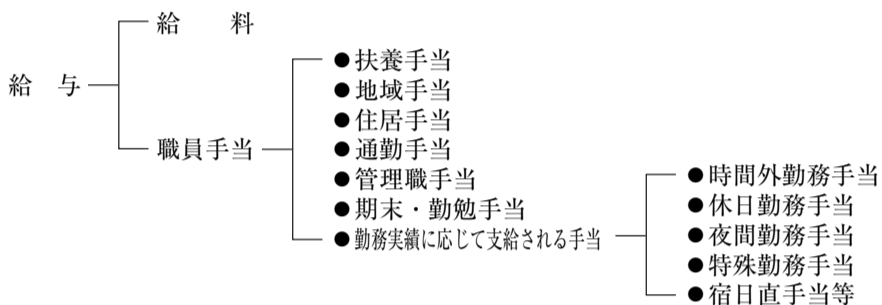 給料
給与
職員手当
●扶養手当
●地域手当
●住居手当
●通勤手当
●管理職手当
●期末・勤勉手当
●勤務実績に応じて支給される手当
●時間外勤務手当
●休日勤務手当
●夜間勤務手当
●特殊勤務手当
●宿日直手当等